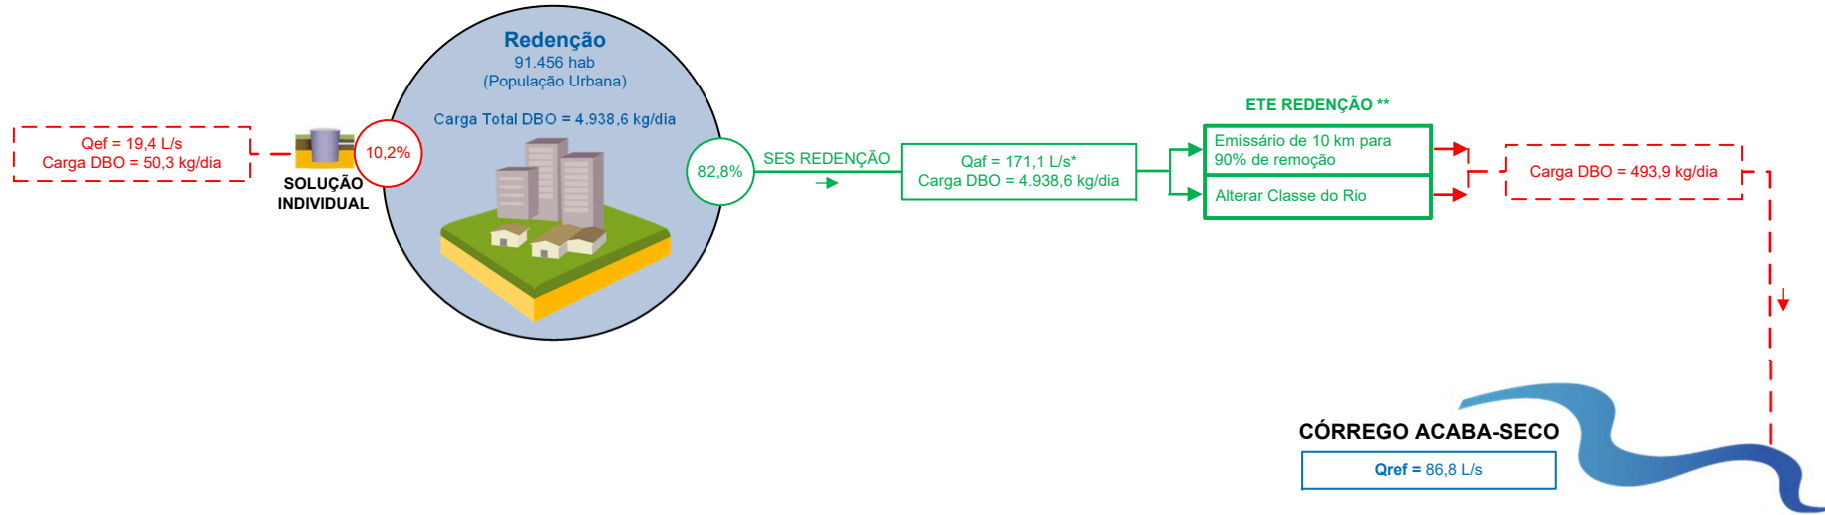 Redenção
91.456 hab
(População Urbana)
Carga Total DBO = 4.938,6 kg/dia
Qef = 19,4 L/s
Carga DBO = 50,3 kg/dia
SOLUÇÃO
INDIVIDUAL
10,2%
82,8%
SES REDENÇÃO
Qaf = 171,1 L/s*
Carga DBO = 4.938,6 kg/dia
ETE REDENÇÃO **
Emissário de 10 km para
90% de remoção
Alterar Classe do Rio
Carga DBO = 493,9 kg/dia
CÓRREGO ACABA-SECO
Qref = 86,8 L/s